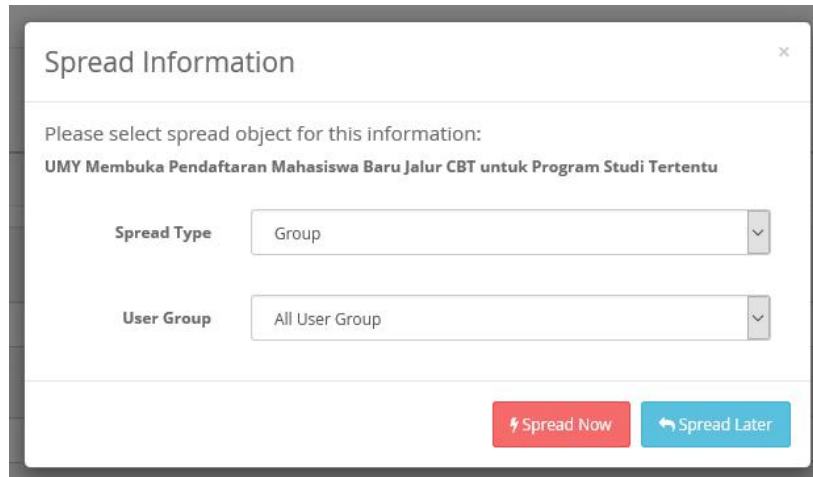 Spread Information
×
Please select spread object for this information:
UMY Membuka Pendaftaran Mahasiswa Baru Jalur CBT untuk Program Studi Tertentu
Spread Type Group
User Group All User Group
Spread Now Spread Later